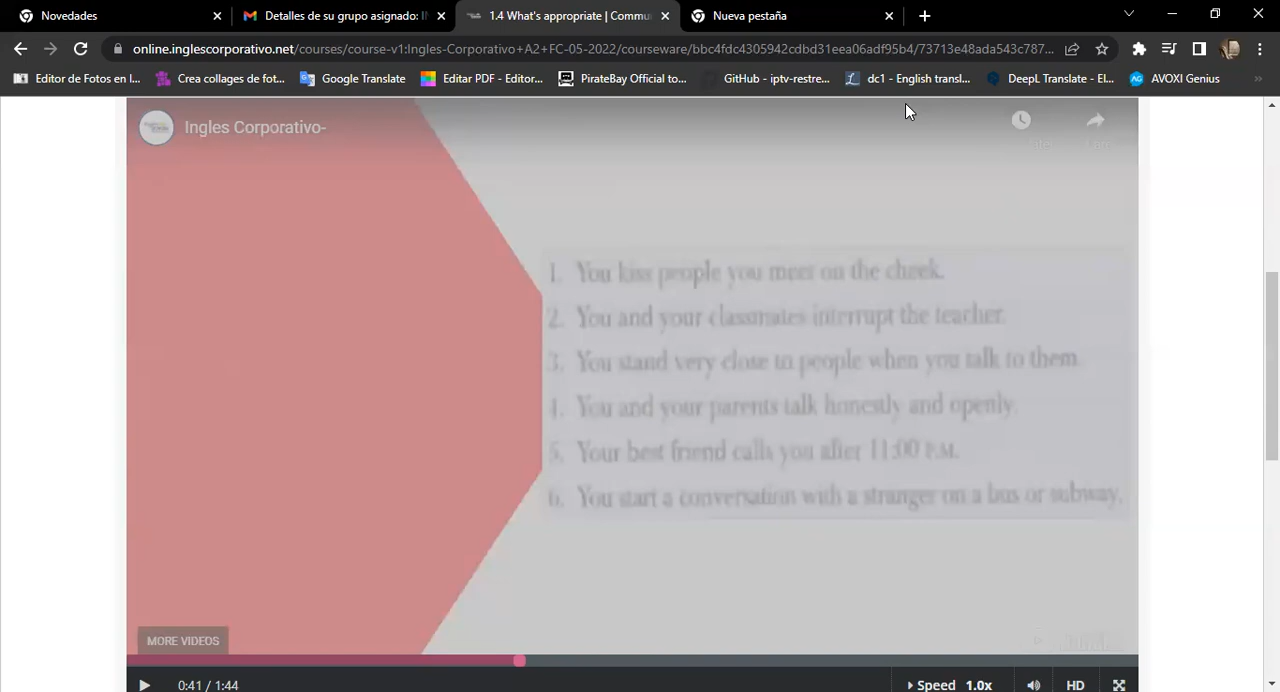 Novedades
Detalles de su grupo asignado: I
1.4 What's appropriate | Commu
Nueva pestaña
online.inglescorporativo.net/courses/course-v1:Ingles-Corporativo+A2+FC-05-2022/courseware/bbc4fdc4305942cdbd31eea06adf95b4/73713e48ada543c787...
Editor de Fotos en l...
Crea collages de fot...
Google Translate
Editar PDF - Editor...
PirateBay Official to...
GitHub - iptv-restre...
dc1 - English transl...
DeepL Translate - El...
AVOXI Genius
»
Ingles Corporativo-
1. You kiss people you meet on the cheek.
2. You and your classmates interrupt the teacher.
3. You stand very close to people when you talk to them.
4. You and your parents talk honestly and openly.
5. Your best friend calls you after 11:00 P.M.
6. You start a conversation with a stranger on a bus or subway.
MORE VIDEOS
0:41 / 1:44
Speed 1.0x
HD